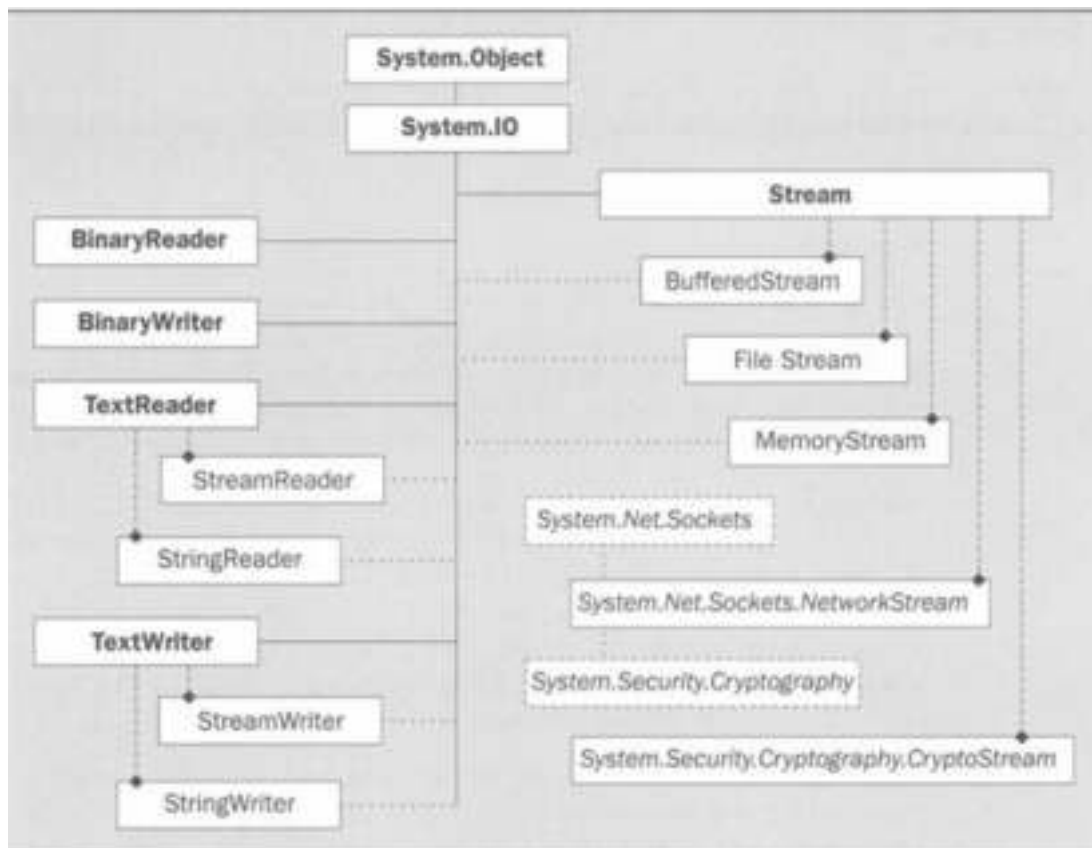 System.Object
System.IO
Stream
BinaryReader
BufferedStream
BinaryWriter
File Stream
TextReader
MemoryStream
StreamReader
System.Net.Sockets
StringReader
System.Net.Sockets.NetworkStream
TextWriter
System.Security.Cryptography
StreamWriter
System.Security.Cryptography.CryptoStream
StringWriter